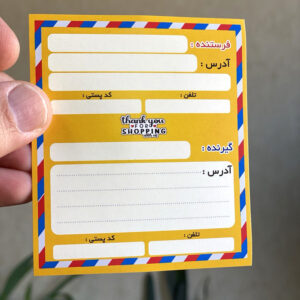 فرستنده :
آدرس :
تلفن : کد پستی :
thank you
FOR
SHOPPING
گیرنده :
آدرس :
تلفن : کد پستی :